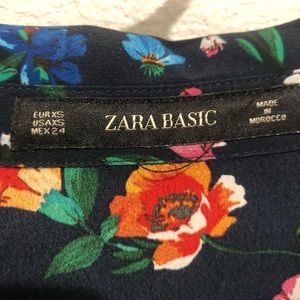 EUR XS
USA XS
MEX 24
ZARA BASIC
MADE
IN
MOROCCO